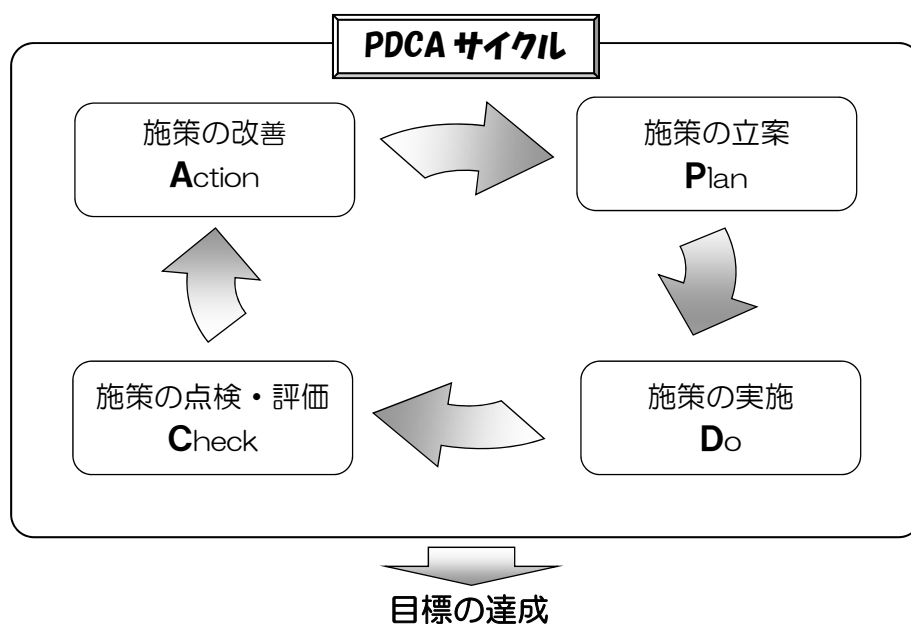 PDCA サイクル
施策の改善
Action
施策の立案
Plan
施策の点検・評価
Check
施策の実施
Do
目標の達成